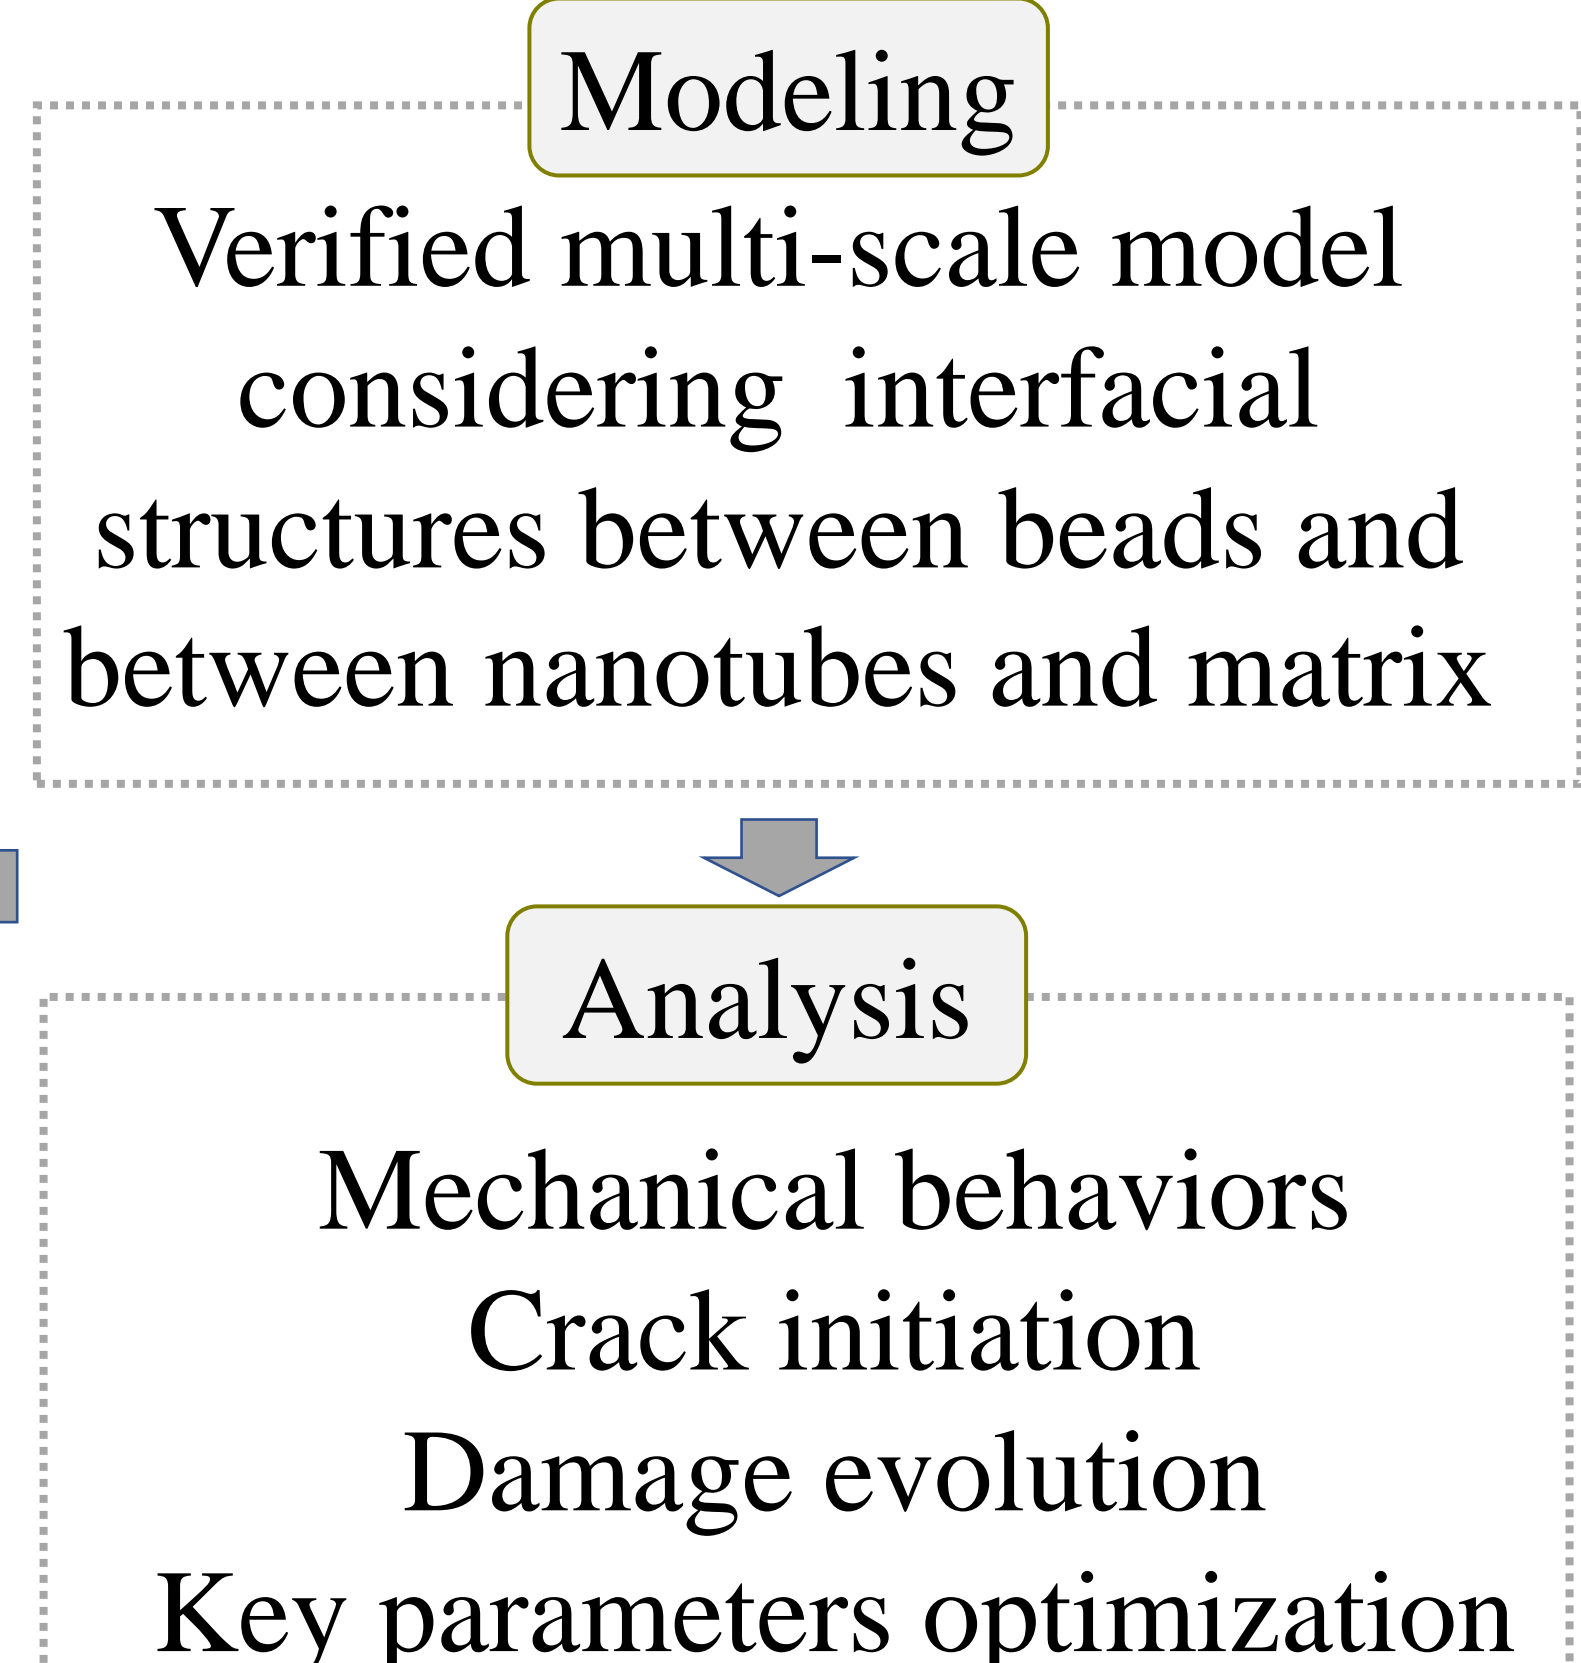 Modeling
Verified multi-scale model
considering interfacial
structures between beads and
between nanotubes and matrix
Analysis
Mechanical behaviors
Crack initiation
Damage evolution
Key parameters optimization